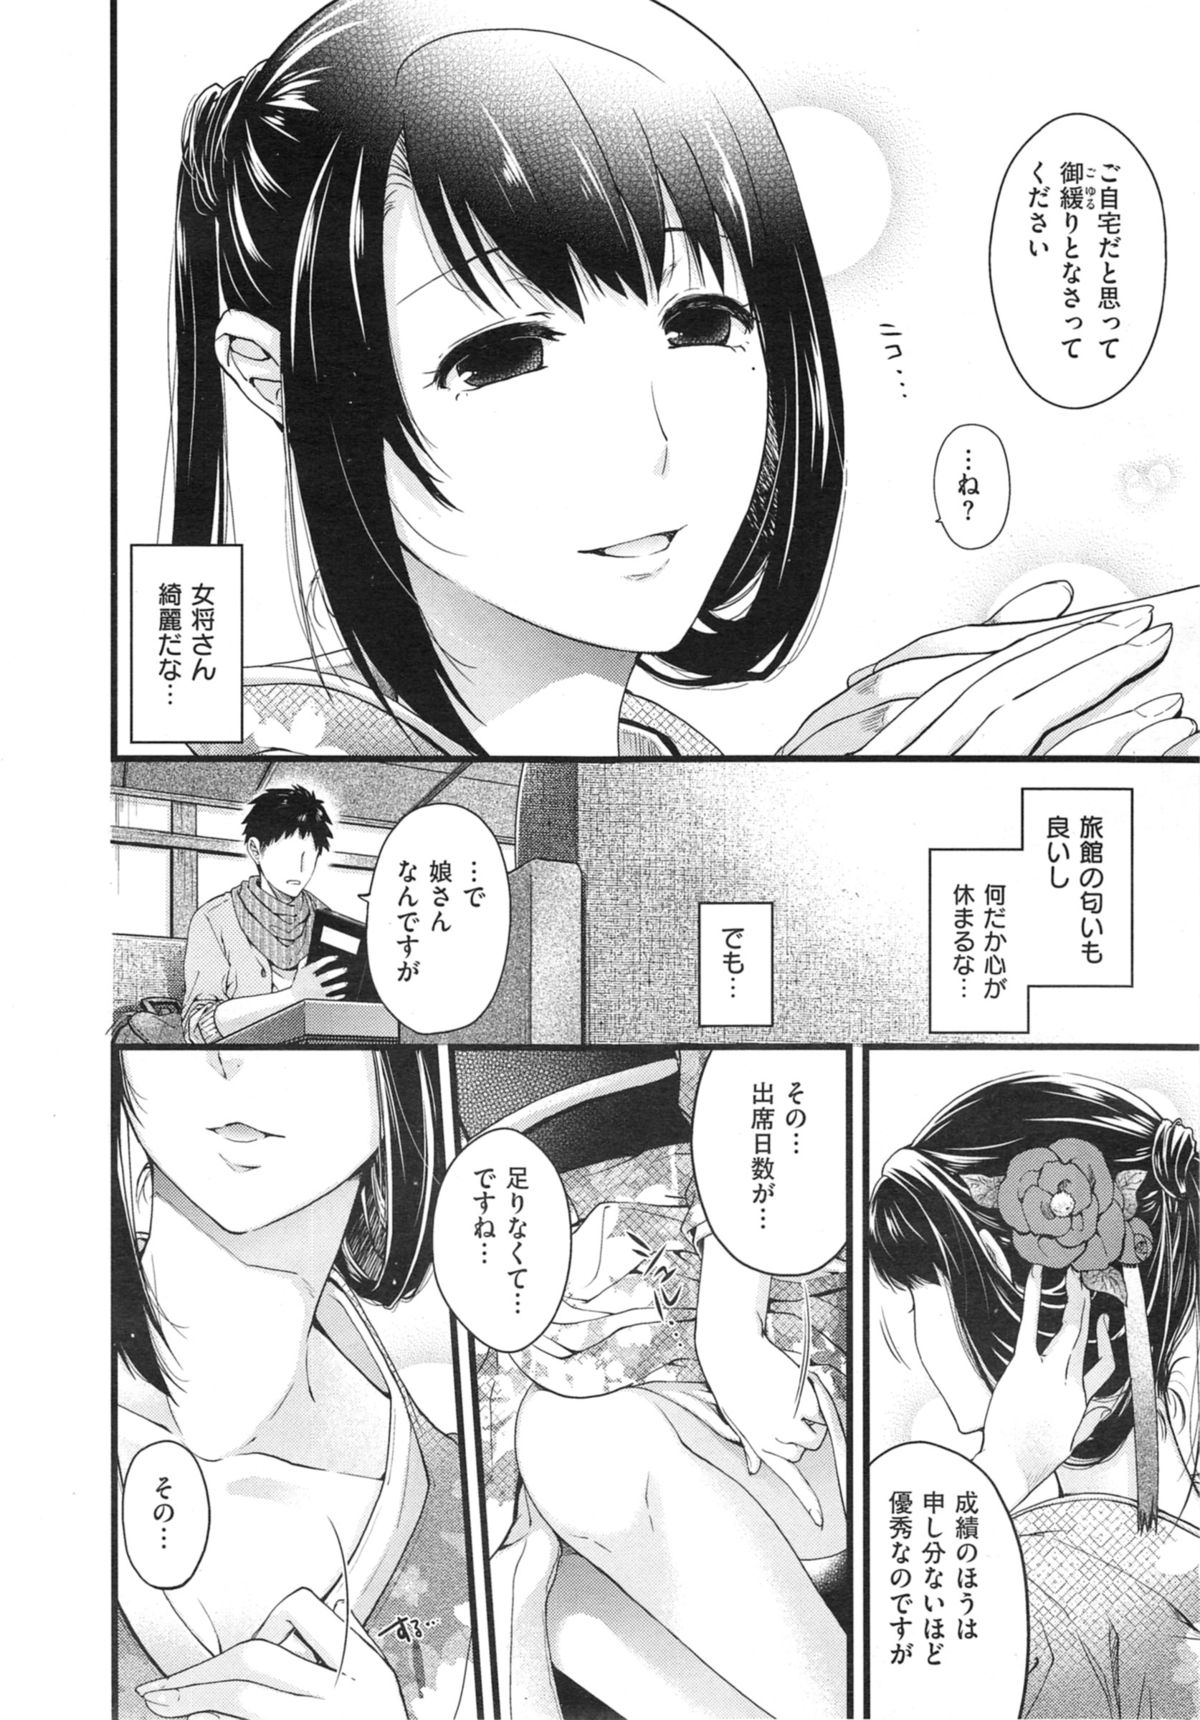 ご自宅だと思って
御緩りとなさって
ごゆる
ください
ニコ・・・
…ね？
女将さん
綺麗だな…
旅館の匂いも
良いし
何だか心が
休まるな…
でも…
…で
娘さん
なんですが
成績のほうは
申し分ないほど
優秀なのですが
その…
出席日数が…
足りなくて…
ですね…
その…
する…